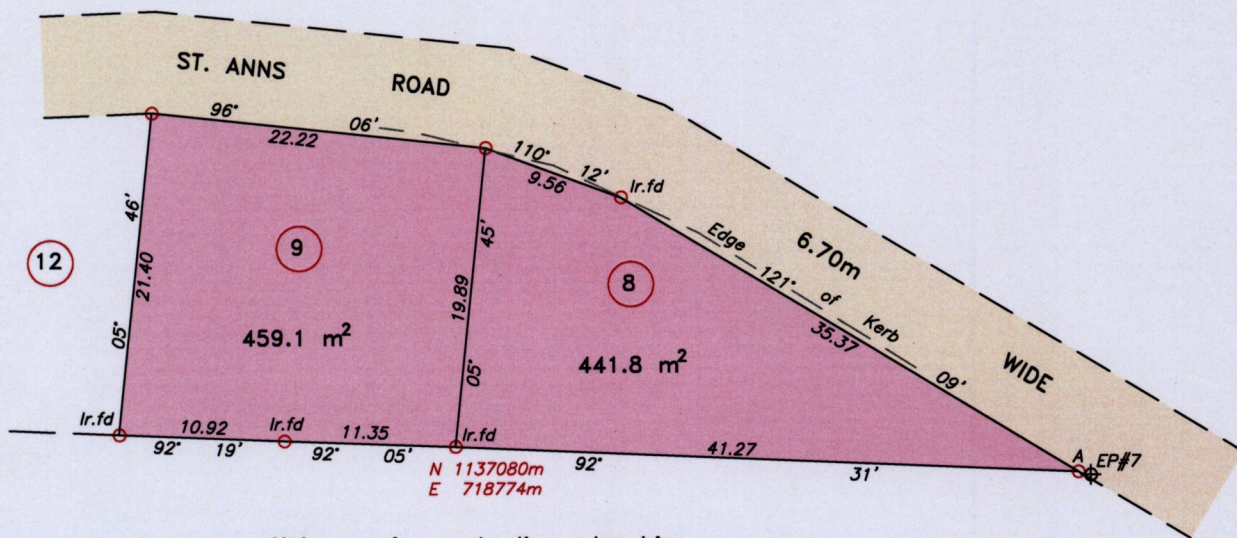 ST. ANNS ROAD
96° 06'
22.22
110° 12'
9.56
Ir.fd
Edge of Kerb
6.70m
WIDE
121° 09'
35.37
12
9
8
05° 46'
21.40
05° 45'
19.89
459.1 m²
441.8 m²
Ir.fd
10.92
Ir.fd
11.35
Ir.fd
41.27
A
EP#7
92° 19'
92° 05'
92° 31'
N 1137080m
E 718774m